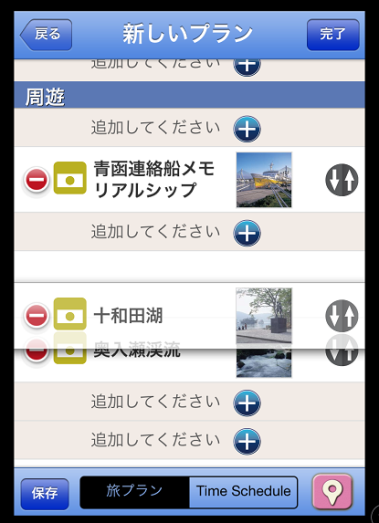 戻る
新しいプラン
完了
追加してください
周遊
追加してください
青函連絡船メモ
リアルシップ
追加してください
十和田湖
奥入瀬渓流
追加してください
追加してください
保存
旅プラン
Time Schedule